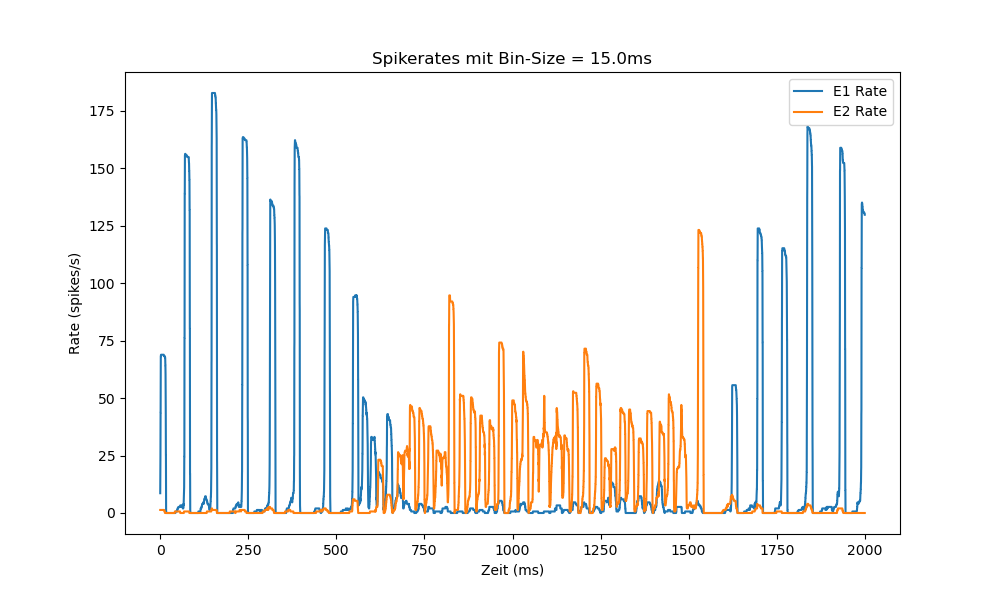 Spikerates mit Bin-Size = 15.0ms
E1 Rate
E2 Rate
175
150
125
100
75
50
25
0
Rate (spikes/s)
0 250 500 750 1000 1250 1500 1750 2000
Zeit (ms)